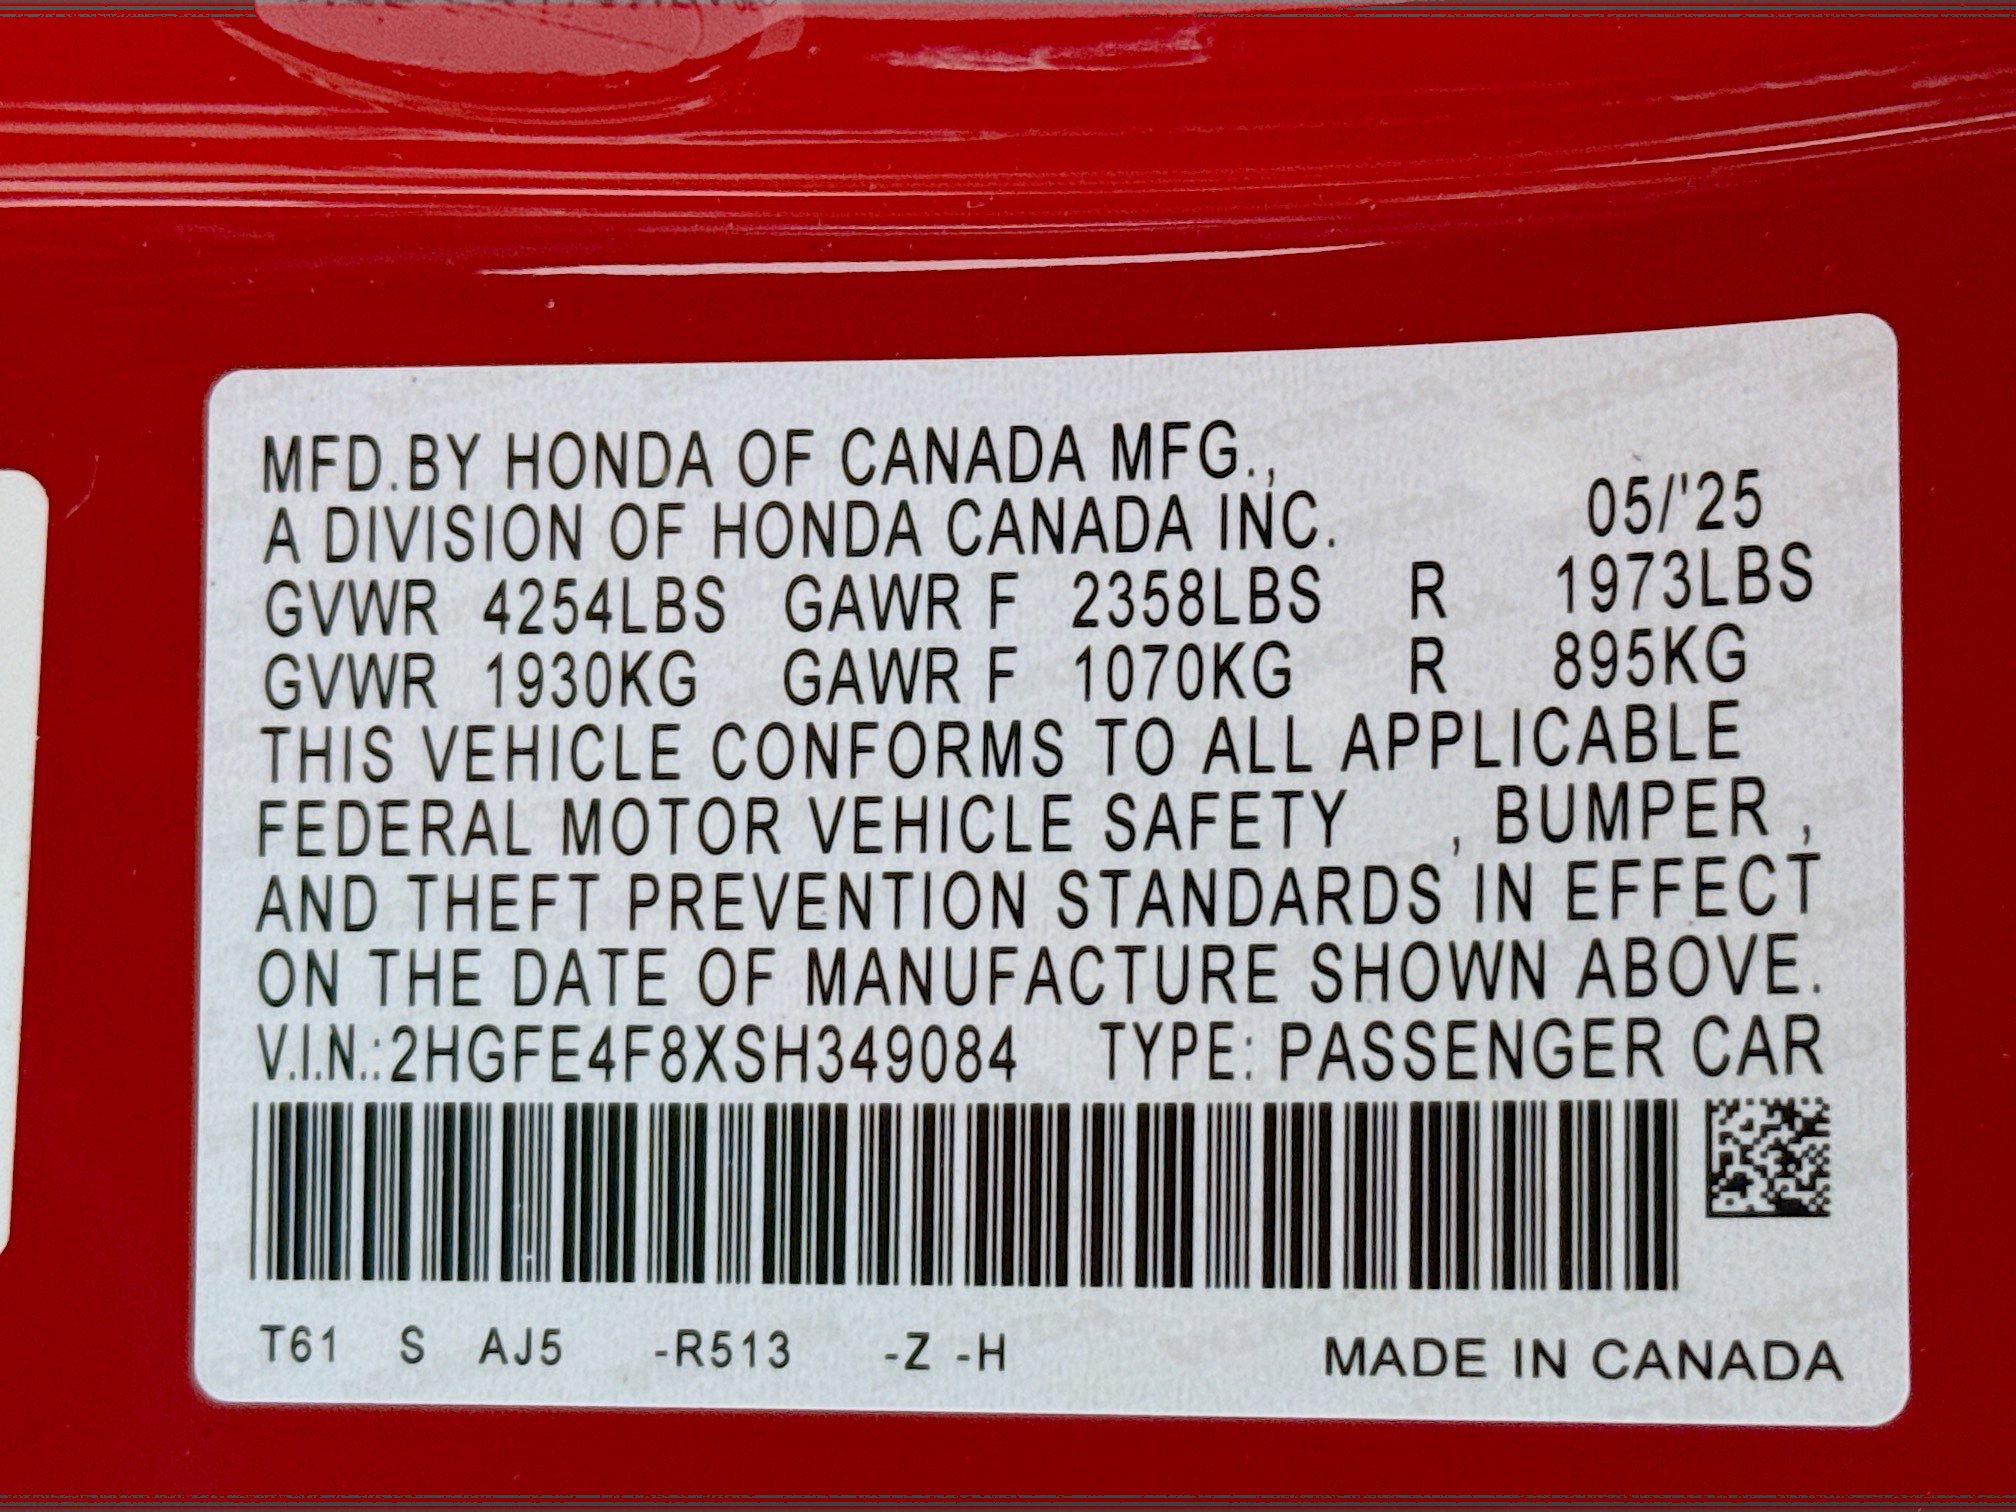 MFD.BY HONDA OF CANADA MFG.,
A DIVISION OF HONDA CANADA INC. 05/'25
GVWR 4254LBS GAWR F 2358LBS R 1973LBS
GVWR 1930KG GAWR F 1070KG R 895KG
THIS VEHICLE CONFORMS TO ALL APPLICABLE
FEDERAL MOTOR VEHICLE SAFETY , BUMPER ,
AND THEFT PREVENTION STANDARDS IN EFFECT
ON THE DATE OF MANUFACTURE SHOWN ABOVE.
V.I.N.:2HGFE4F8XSH349084 TYPE: PASSENGER CAR
T61 S AJ5 -R513 -Z -H MADE IN CANADA